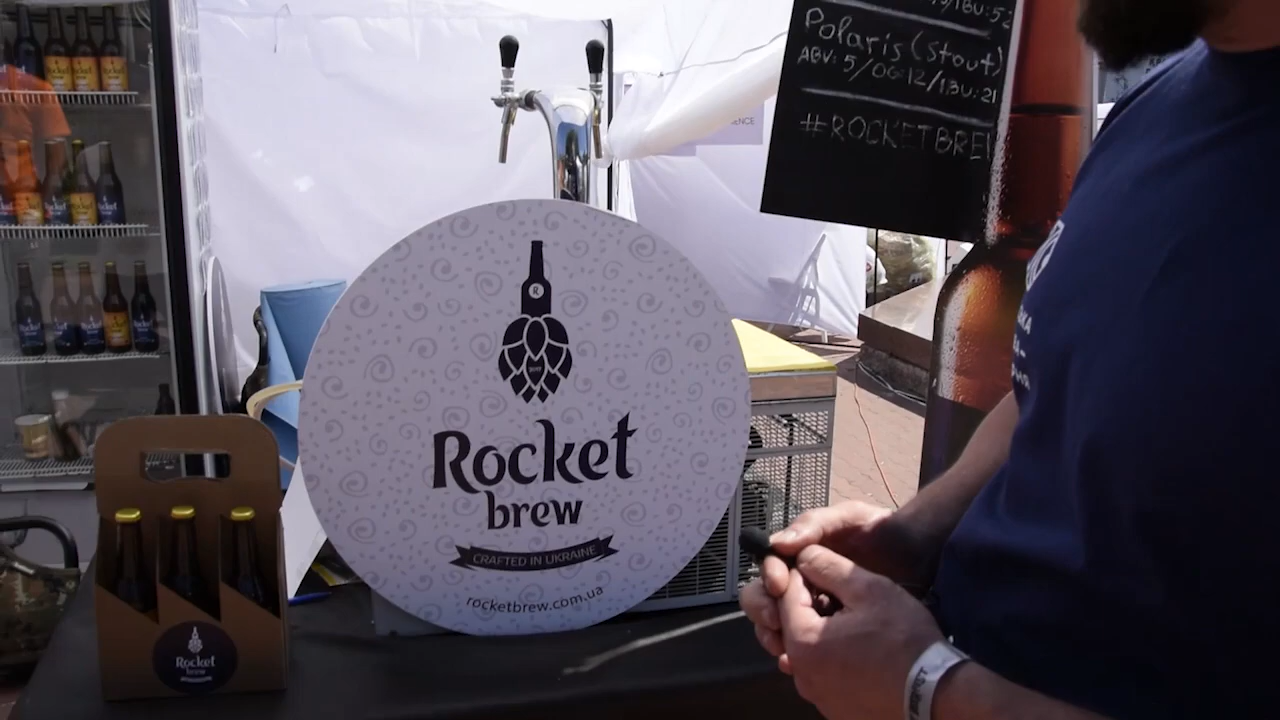 Polaris (stout)
ABV: 5/OG:12/IBU:21
#ROCKETBRE
R
2017
Rocket
brew
CRAFTED IN UKRAINE
rocketbrew.com.ua
Rocket
brew